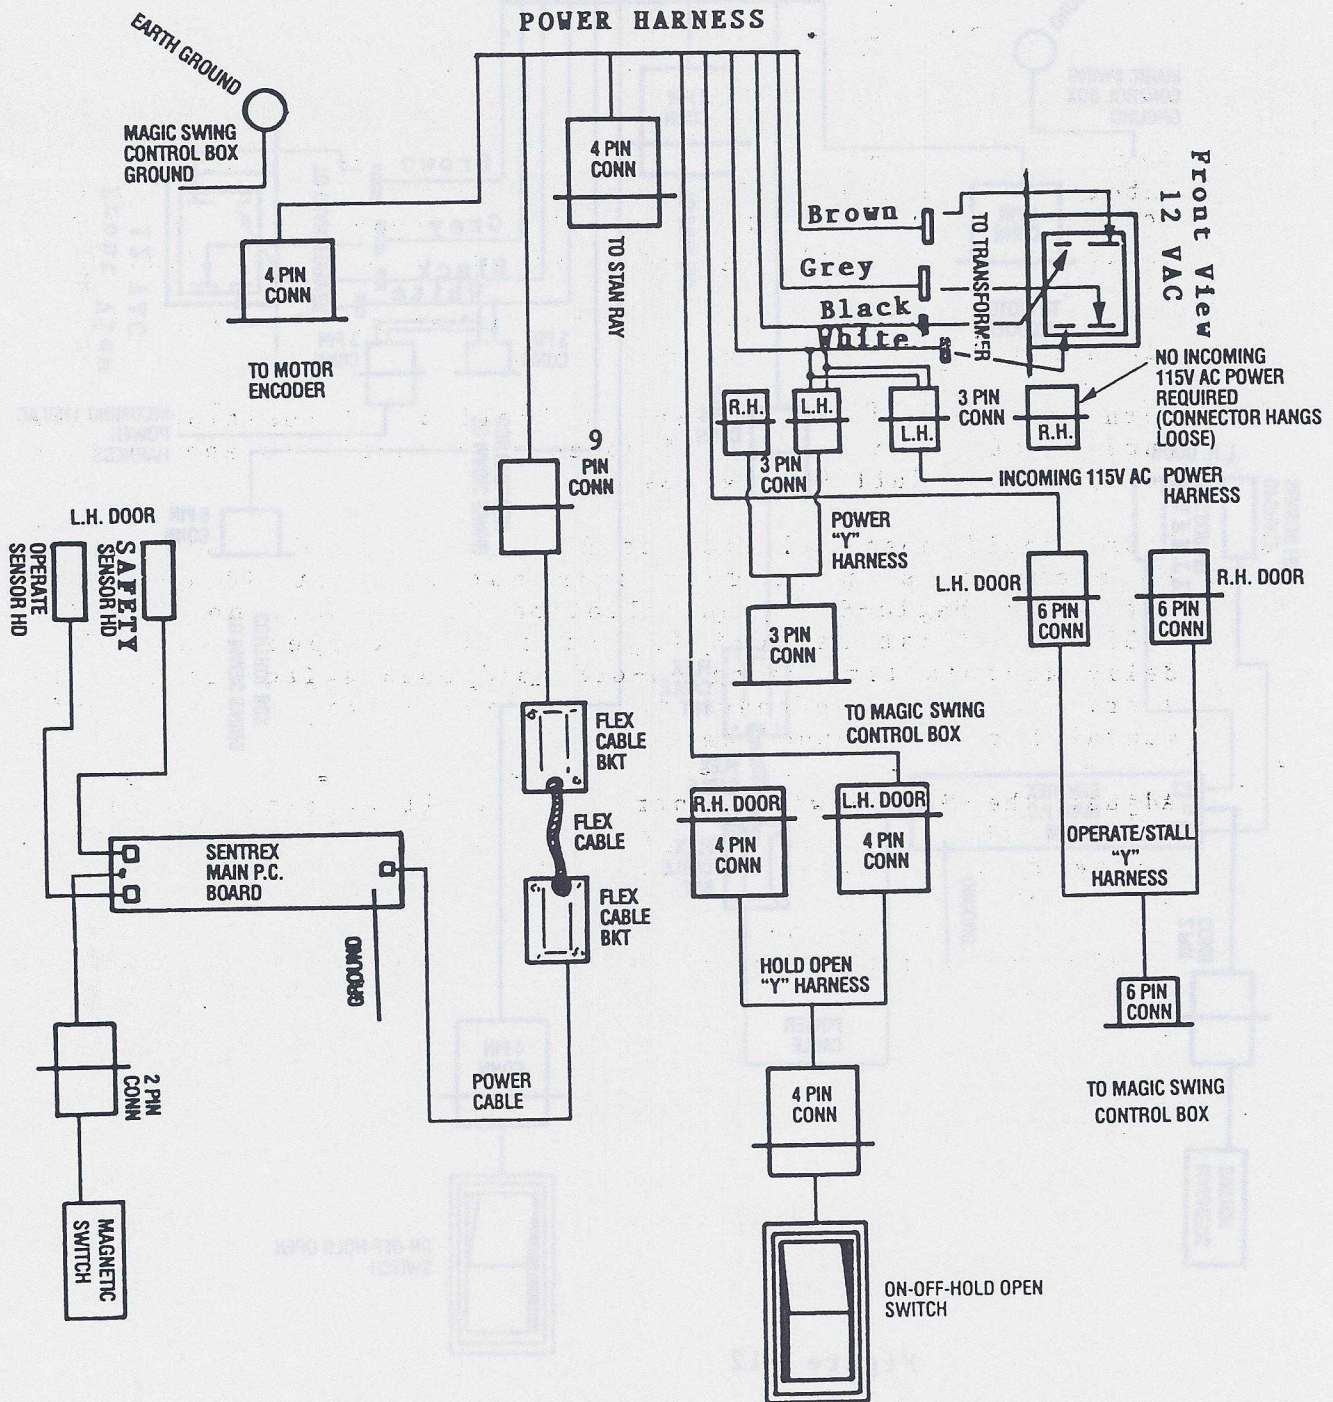 POWER HARNESS
EARTH GROUND
MAGIC SWING
CONTROL BOX
GROUND
4 PIN
CONN
TO STAN RAY
4 PIN
CONN
TO MOTOR
ENCODER
Brown
Grey
Black
White
TO TRANSFORMER
Front View
12 VAC
NO INCOMING
115V AC POWER
REQUIRED
(CONNECTOR HANGS
LOOSE)
R.H.
L.H.
3 PIN
CONN
L.H.
3 PIN
CONN
R.H.
INCOMING 115V AC POWER
HARNESS
POWER
"Y"
HARNESS
3 PIN
CONN
TO MAGIC SWING
CONTROL BOX
9
PIN
CONN
L.H. DOOR
OPERATE
SENSOR HD
SAFETY
SENSOR HD
L.H. DOOR
6 PIN
CONN
R.H. DOOR
6 PIN
CONN
FLEX
CABLE
BKT
FLEX
CABLE
FLEX
CABLE
BKT
R.H. DOOR
4 PIN
CONN
L.H. DOOR
4 PIN
CONN
OPERATE/STALL
"Y"
HARNESS
SENTREX
MAIN P.C.
BOARD
GROUND
HOLD OPEN
"Y" HARNESS
6 PIN
CONN
TO MAGIC SWING
CONTROL BOX
2 PIN
CONN
POWER
CABLE
4 PIN
CONN
MAGNETIC
SWITCH
ON-OFF-HOLD OPEN
SWITCH